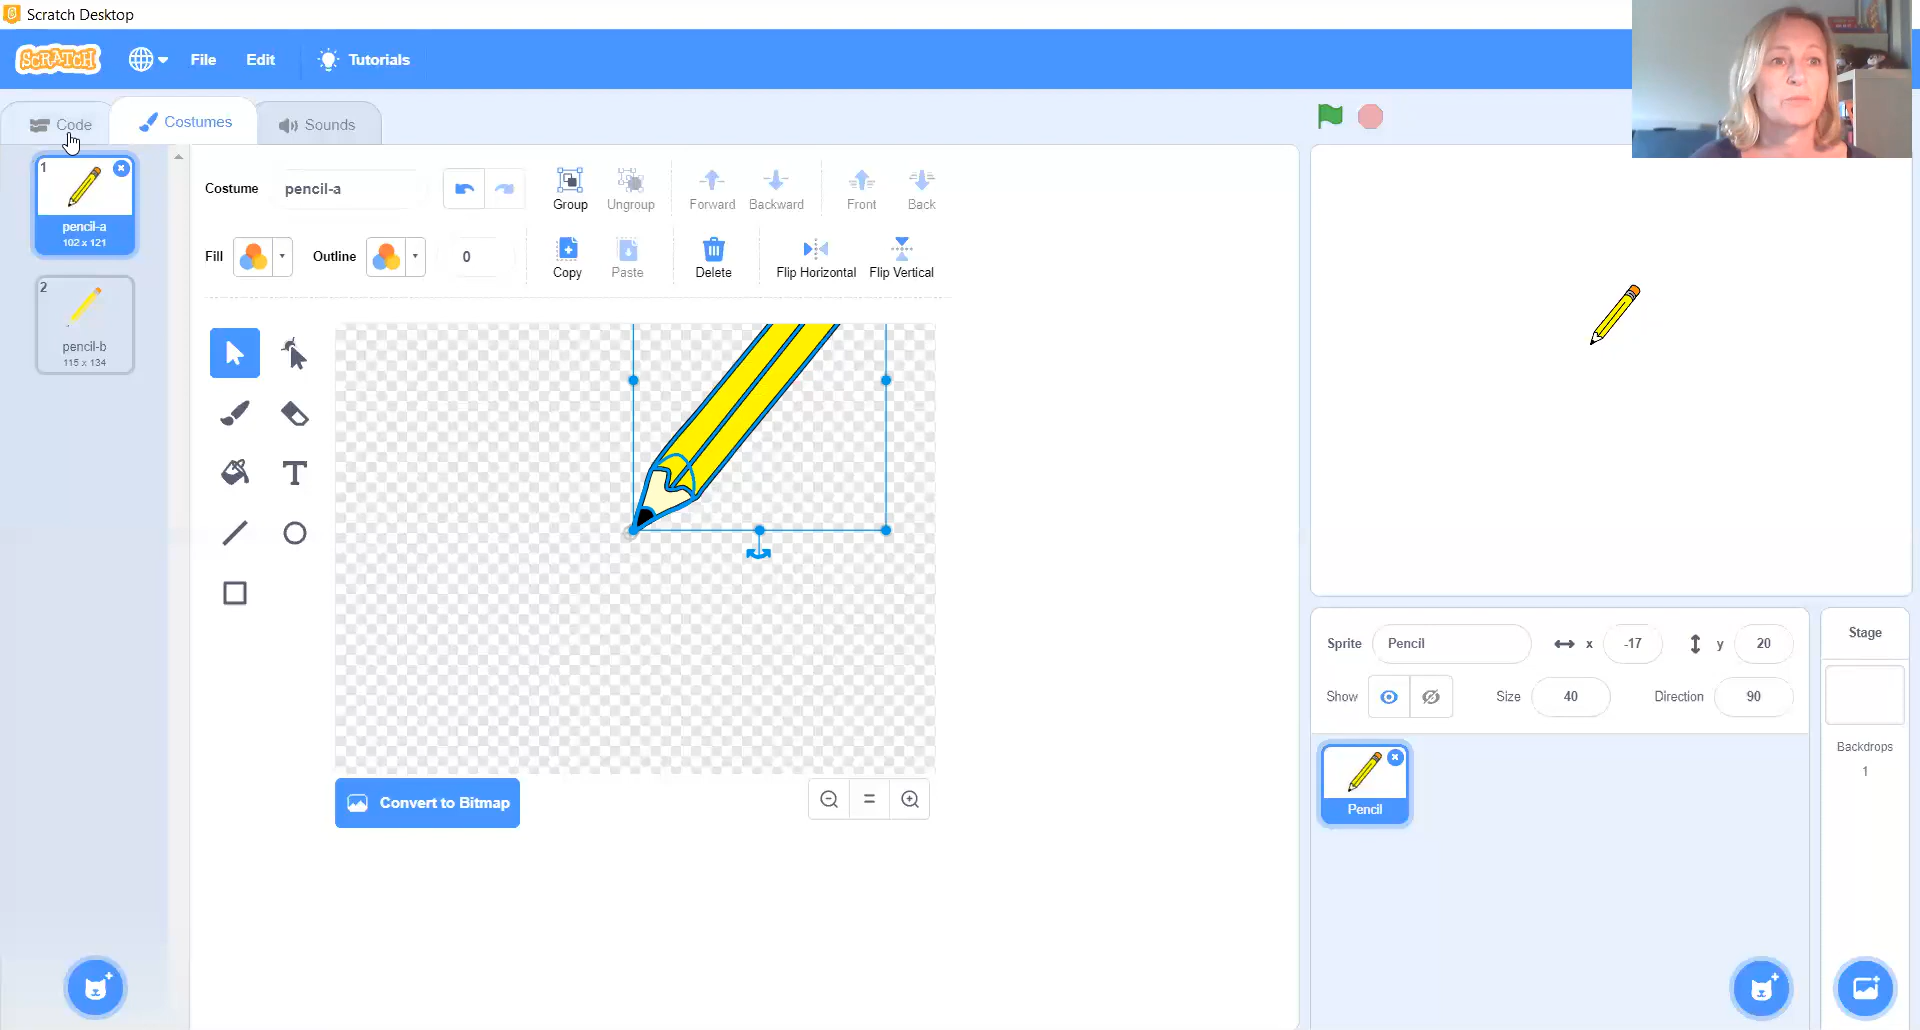 Scratch Desktop
SCRATCH File Edit Tutorials
Code Costumes Sounds
1
pencil-a
102 x 121
2
pencil-b
115 x 134
Costume pencil-a
Group Ungroup Forward Backward Front Back
Fill Outline 0
Copy Paste Delete Flip Horizontal Flip Vertical
T
Convert to Bitmap
Sprite Pencil x -17 y 20
Show Size 40 Direction 90
Pencil
Stage
Backdrops
1